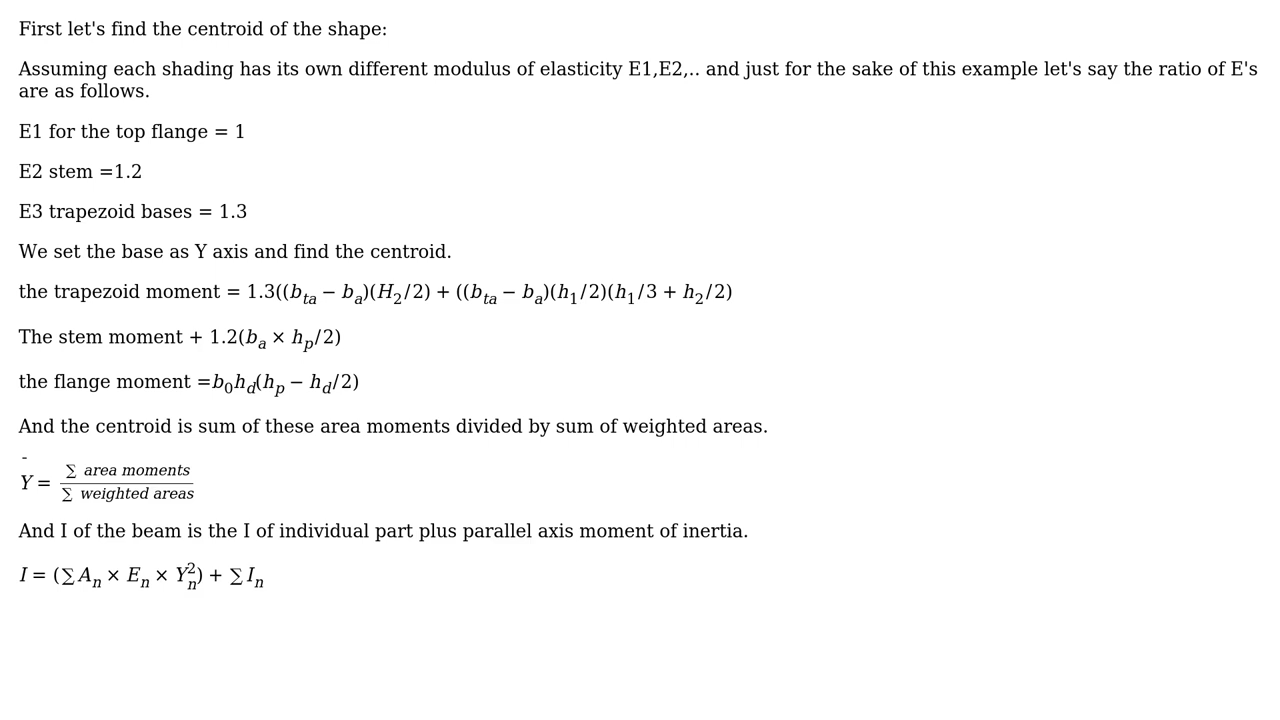 First let's find the centroid of the shape:
Assuming each shading has its own different modulus of elasticity E1,E2,.. and just for the sake of this example let's say the ratio of E's
are as follows.
E1 for the top flange = 1
E2 stem =1.2
E3 trapezoid bases = 1.3
We set the base as Y axis and find the centroid.
the trapezoid moment = 1.3((b_{ta} − b_a)(H_2/2) + ((b_{ta} − b_a)(h_1/2)(h_1/3 + h_2/2)
The stem moment + 1.2(b_a × h_p/2)
the flange moment =b_0h_d(h_p − h_d/2)
And the centroid is sum of these area moments divided by sum of weighted areas.
\bar{Y} = \frac{∑ area moments}{∑ weighted areas}
And I of the beam is the I of individual part plus parallel axis moment of inertia.
I = (∑ A_n × E_n × Y_n^2) + ∑ I_n